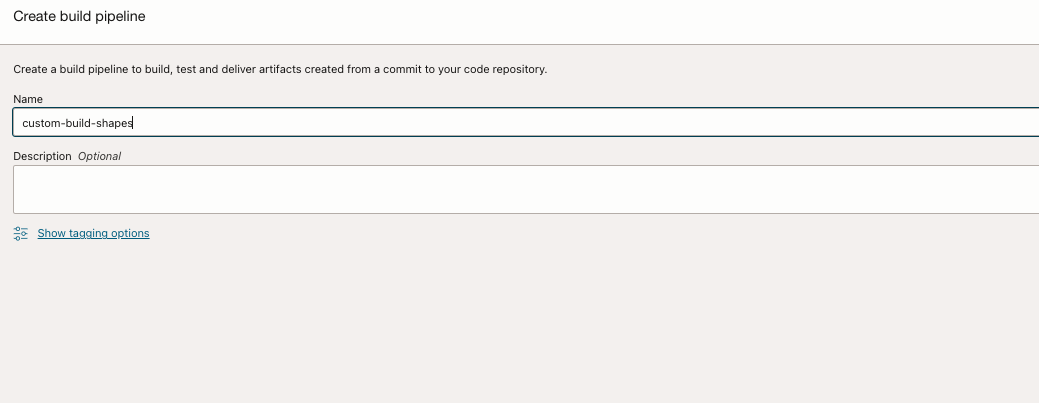 Create build pipeline
Create a build pipeline to build, test and deliver artifacts created from a commit to your code repository.
Name
custom-build-shapes
Description Optional
Show tagging options